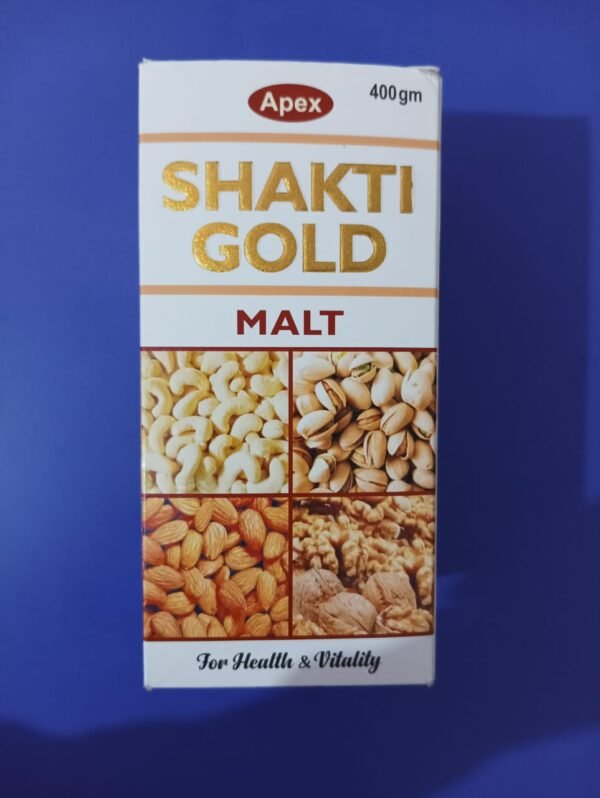 Apex
400gm
SHAKTI
GOLD
MALT
For Health & Vitality